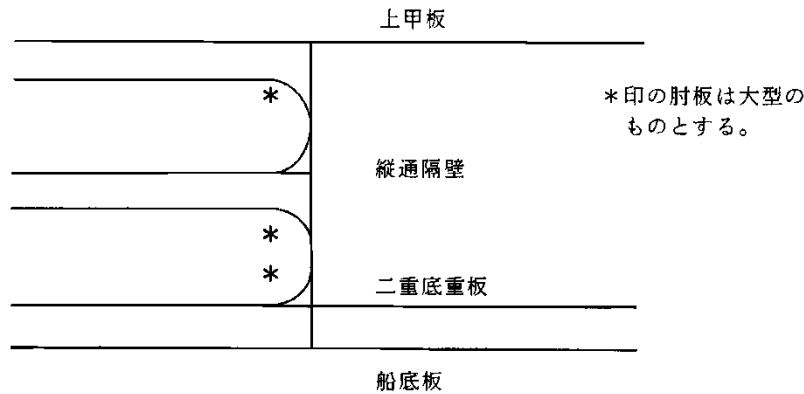 上甲板
*
*印の肘板は大型の
ものとする。
縦通隔壁
*
*
二重底重板
船底板